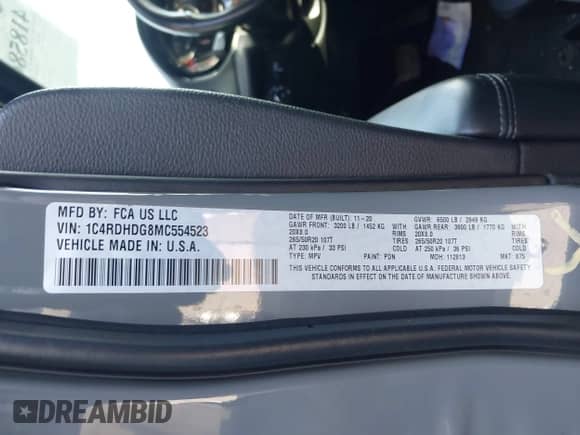 MFD BY: FCA US LLC
VIN: 1C4RDHDG8MC554523
VEHICLE MADE IN: U.S.A.
DATE OF MFR (BUILT): 11-20 GVWR: 6500 LB / 2949 KG
GAWR FRONT: 3200 LB / 1452 KG WITH GAWR REAR: 3900 LB / 1770 KG WITH
20X8.0 RIMS 20X8.0 RIMS
265/50R20 107T TIRES 265/50R20 107T TIRES
AT 230 kPa / 33 PSI COLD AT 250 kPa / 36 PSI COLD
TYPE: MPV PAINT: PDN MDH: 112813 MKT: X75
THIS VEHICLE CONFORMS TO ALL APPLICABLE U.S.A. FEDERAL MOTOR VEHICLE SAFETY
STANDARDS IN EFFECT ON THE DATE OF MANUFACTURE SHOWN ABOVE.
DREAMBID